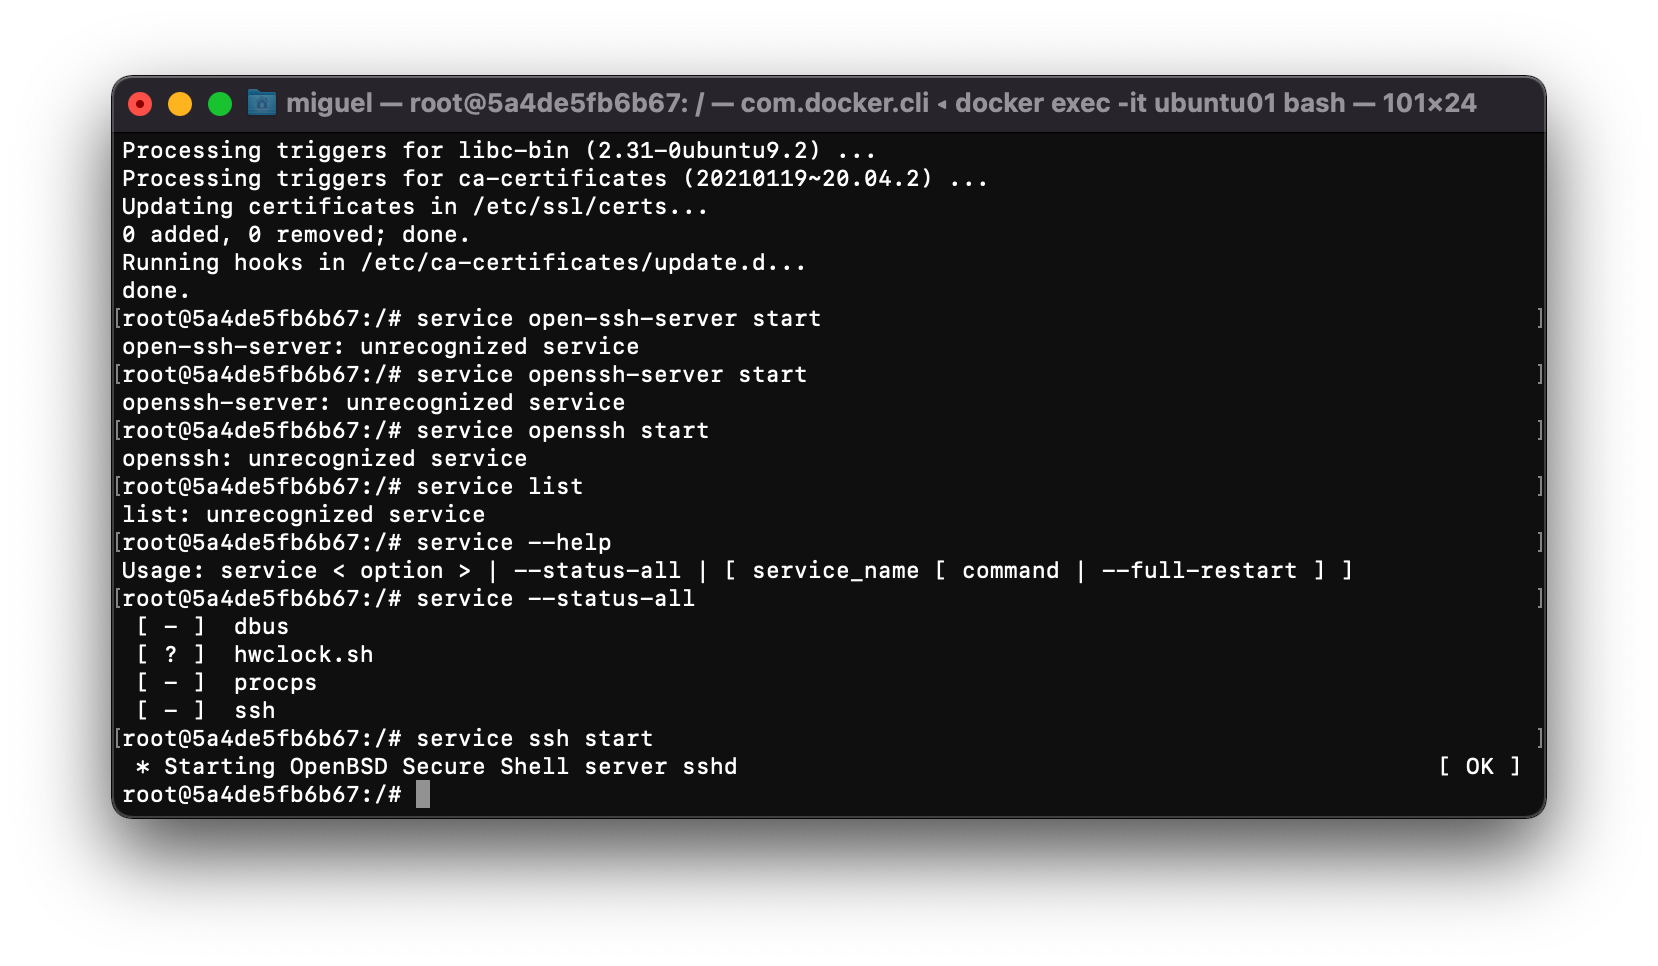 miguel — root@5a4de5fb6b67: / — com.docker.cli ◂ docker exec -it ubuntu01 bash — 101×24
Processing triggers for libc-bin (2.31-0ubuntu9.2) ...
Processing triggers for ca-certificates (20210119~20.04.2) ...
Updating certificates in /etc/ssl/certs...
0 added, 0 removed; done.
Running hooks in /etc/ca-certificates/update.d...
done.
[root@5a4de5fb6b67:/# service open-ssh-server start ]
open-ssh-server: unrecognized service
[root@5a4de5fb6b67:/# service openssh-server start ]
openssh-server: unrecognized service
[root@5a4de5fb6b67:/# service openssh start ]
openssh: unrecognized service
[root@5a4de5fb6b67:/# service list ]
list: unrecognized service
[root@5a4de5fb6b67:/# service --help ]
Usage: service < option > | --status-all | [ service_name [ command | --full-restart ] ]
[root@5a4de5fb6b67:/# service --status-all ]
[ - ]  dbus
[ ? ]  hwclock.sh
[ - ]  procps
[ - ]  ssh
[root@5a4de5fb6b67:/# service ssh start ]
* Starting OpenBSD Secure Shell server sshd [ OK ]
root@5a4de5fb6b67:/#